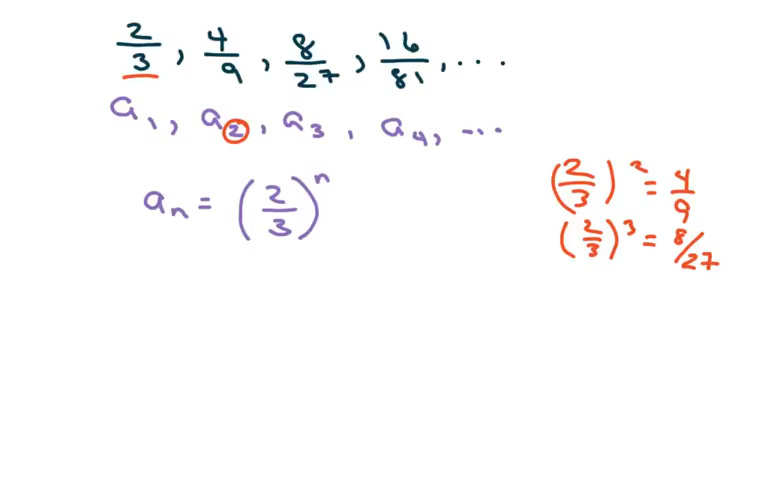 2/3, 4/9, 8/27, 16/81, ...
a₁, a₂, a₃, a₄, ...
aₙ = (2/3)ⁿ
(2/3)² = 4/9
(2/3)³ = 8/27